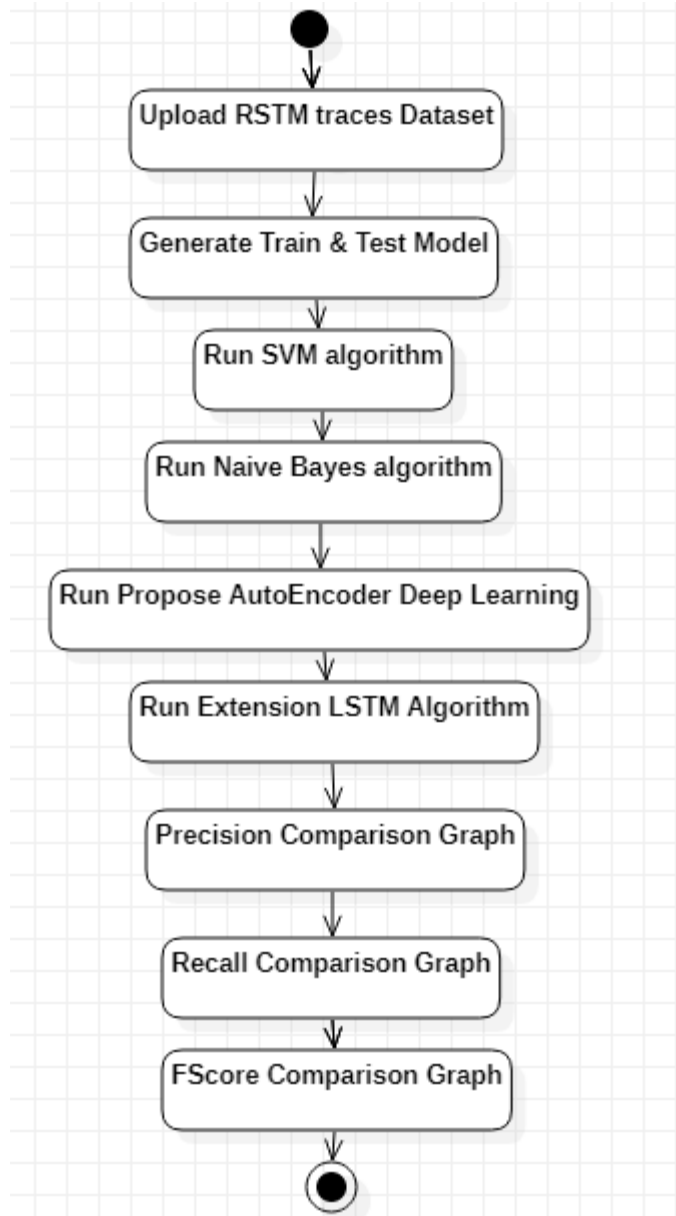 Upload RSTM traces Dataset
Generate Train & Test Model
Run SVM algorithm
Run Naive Bayes algorithm
Run Propose AutoEncoder Deep Learning
Run Extension LSTM Algorithm
Precision Comparison Graph
Recall Comparison Graph
FScore Comparison Graph